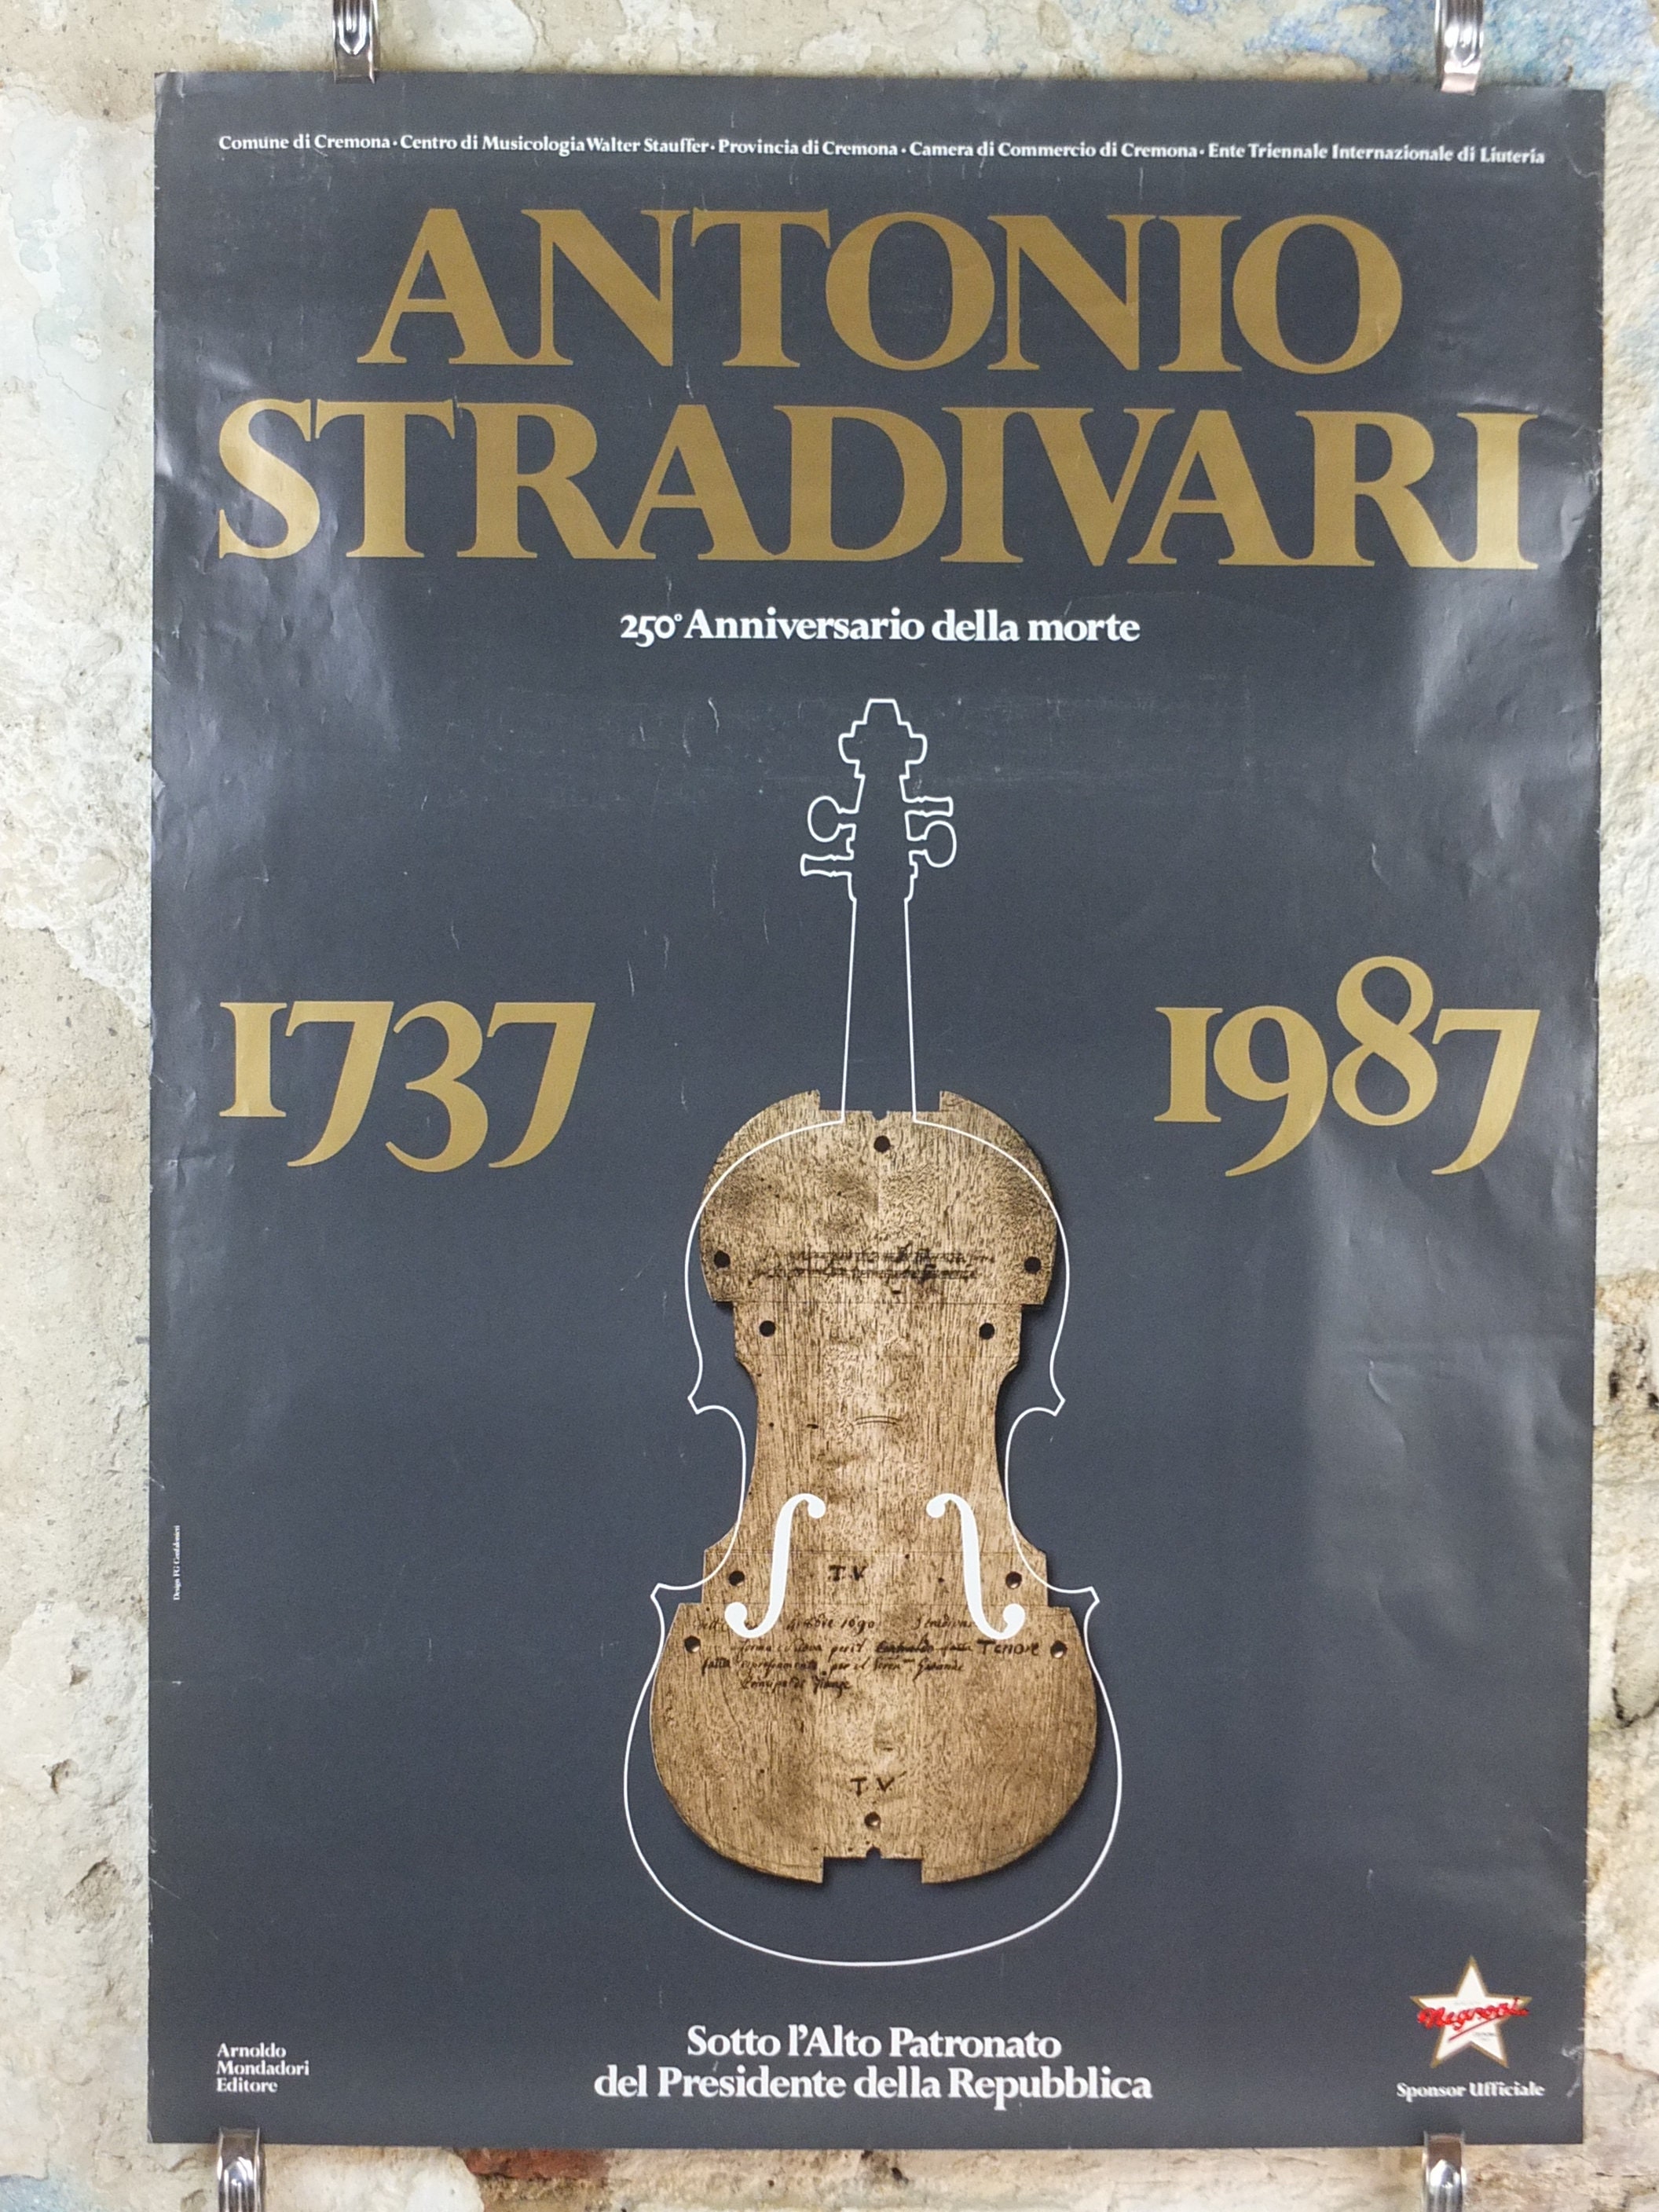 Comune di Cremona · Centro di Musicologia Walter Stauffer · Provincia di Cremona · Camera di Commercio di Cremona · Ente Triennale Internazionale di Liuteria
ANTONIO
STRADIVARI
250° Anniversario della morte
1737
1987
T.V
1690
Tenore
T.V
Sotto l'Alto Patronato
del Presidente della Repubblica
Arnoldo
Mondadori
Editore
Negroni
Sponsor Ufficiale